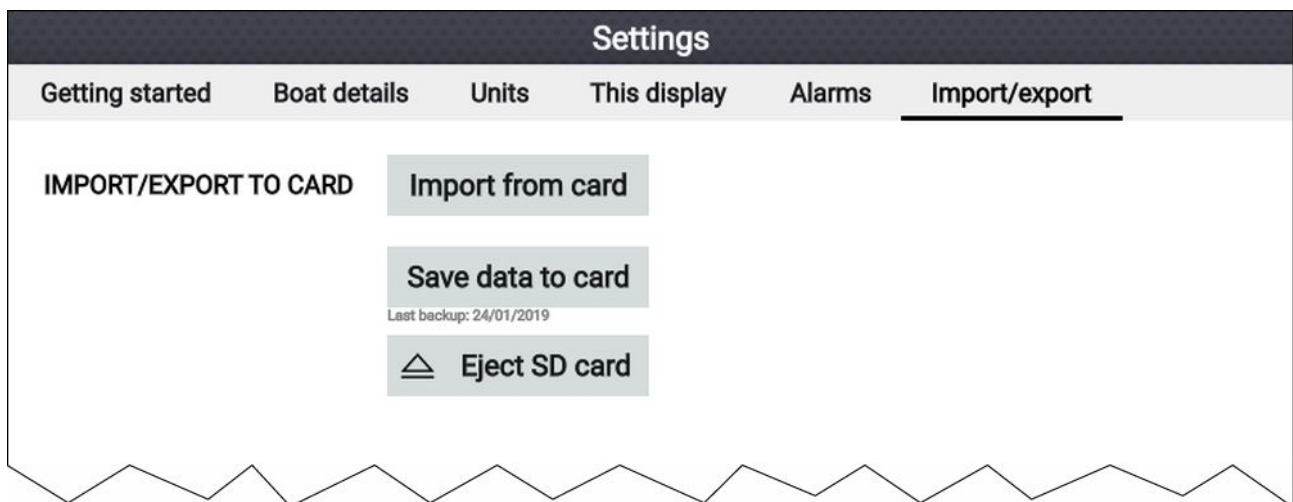 Settings
Getting started Boat details Units This display Alarms Import/export
IMPORT/EXPORT TO CARD Import from card
Save data to card
Last backup: 24/01/2019
Eject SD card